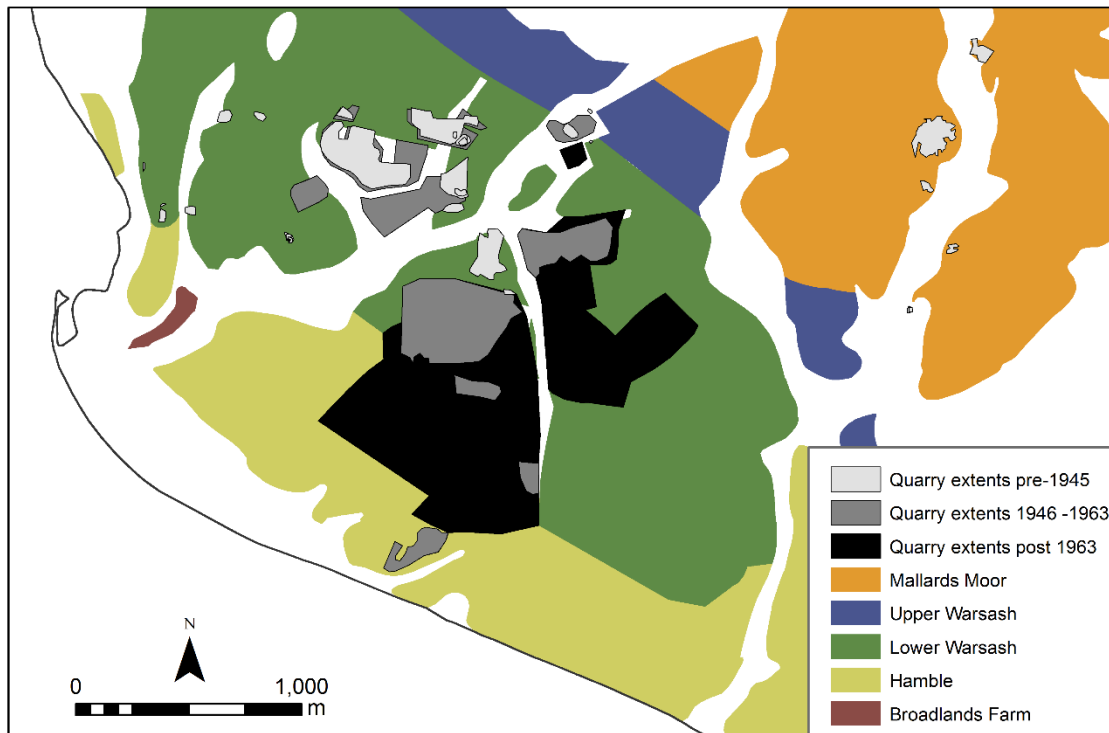 Quarry extents pre-1945
Quarry extents 1946 -1963
Quarry extents post 1963
Mallards Moor
Upper Warsash
Lower Warsash
Hamble
Broadlands Farm
N
0 1,000
m